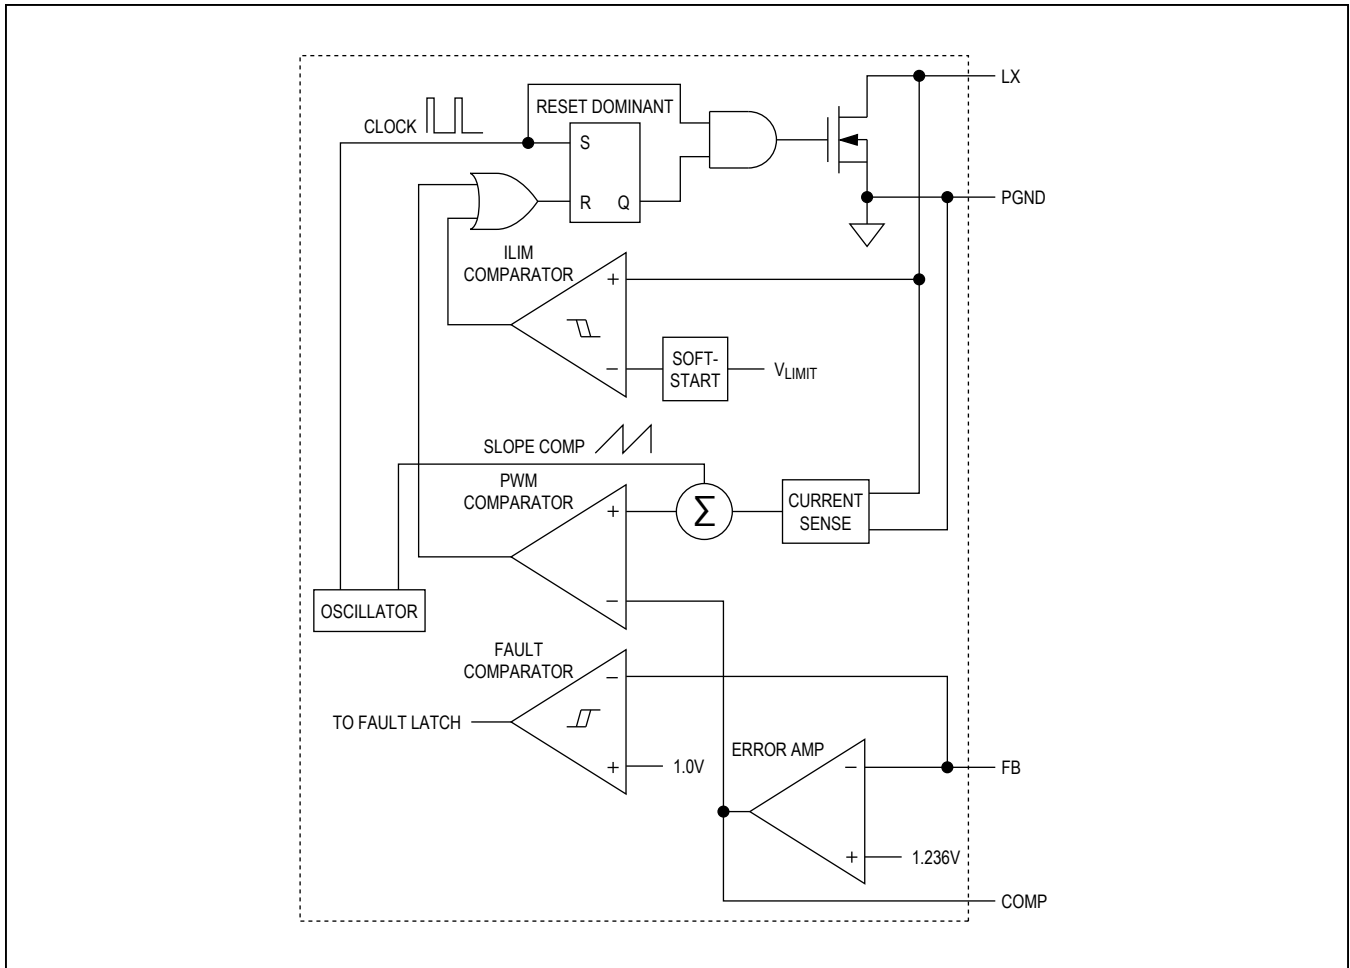 LX
RESET DOMINANT
CLOCK
S
R Q
PGND
ILIM
COMPARATOR
+
−
SOFT-
START
VLIMIT
SLOPE COMP
PWM
COMPARATOR
+
−
Σ
CURRENT
SENSE
OSCILLATOR
FAULT
COMPARATOR
−
+
TO FAULT LATCH
1.0V
ERROR AMP
−
+
FB
1.236V
COMP